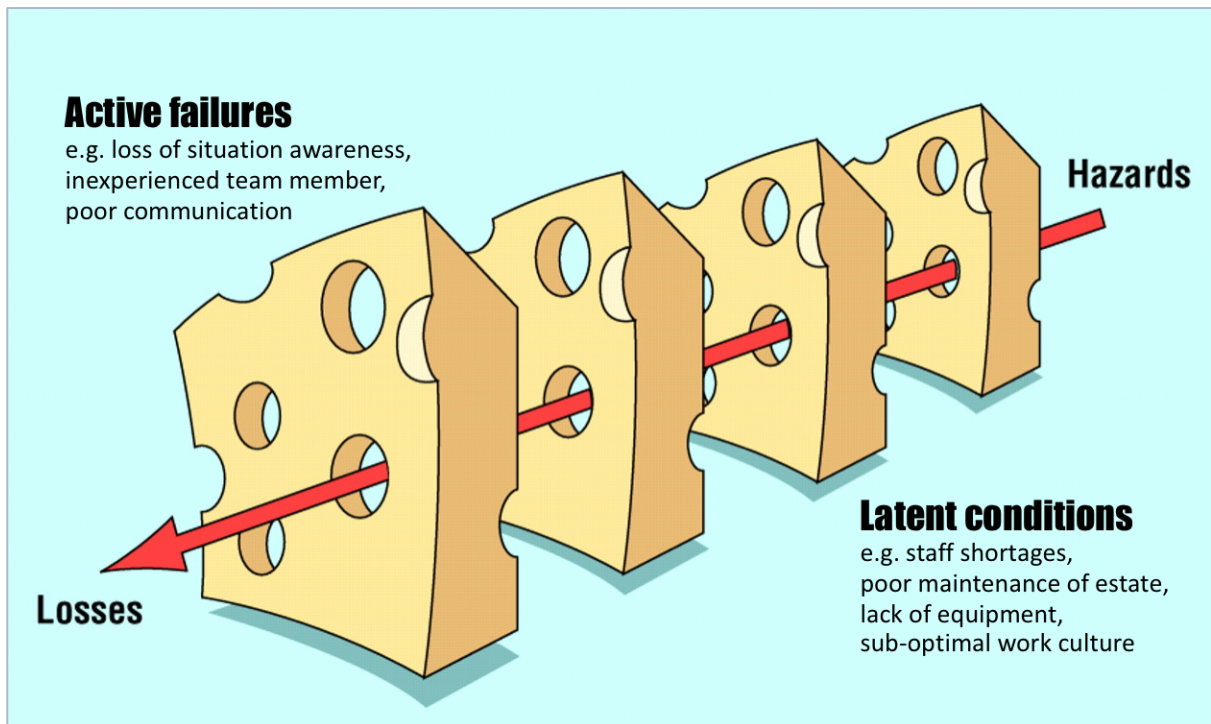 Active failures
e.g. loss of situation awareness,
inexperienced team member,
poor communication
Hazards
Latent conditions
e.g. staff shortages,
poor maintenance of estate,
lack of equipment,
sub-optimal work culture
Losses